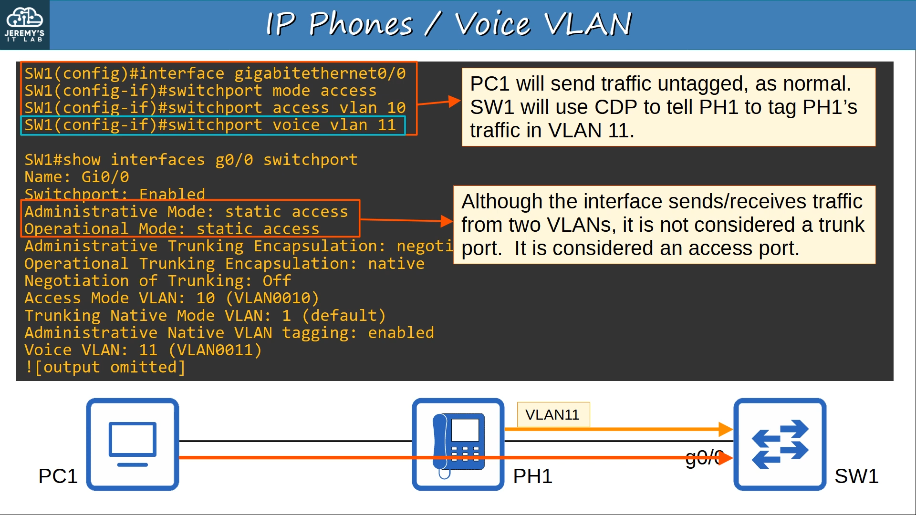 JEREMY'S
IT LAB
IP Phones / Voice VLAN
SW1(config)#interface gigabitethernet0/0
SW1(config-if)#switchport mode access
SW1(config-if)#switchport access vlan 10
SW1(config-if)#switchport voice vlan 11
PC1 will send traffic untagged, as normal.
SW1 will use CDP to tell PH1 to tag PH1's
traffic in VLAN 11.
SW1#show interfaces g0/0 switchport
Name: Gi0/0
Switchport: Enabled
Administrative Mode: static access
Operational Mode: static access
Administrative Trunking Encapsulation: negoti
Operational Trunking Encapsulation: native
Negotiation of Trunking: Off
Access Mode VLAN: 10 (VLAN0010)
Trunking Native Mode VLAN: 1 (default)
Administrative Native VLAN tagging: enabled
Voice VLAN: 11 (VLAN0011)
![output omitted]
Although the interface sends/receives traffic
from two VLANs, it is not considered a trunk
port.  It is considered an access port.
VLAN11
g0/0
PC1
PH1
SW1